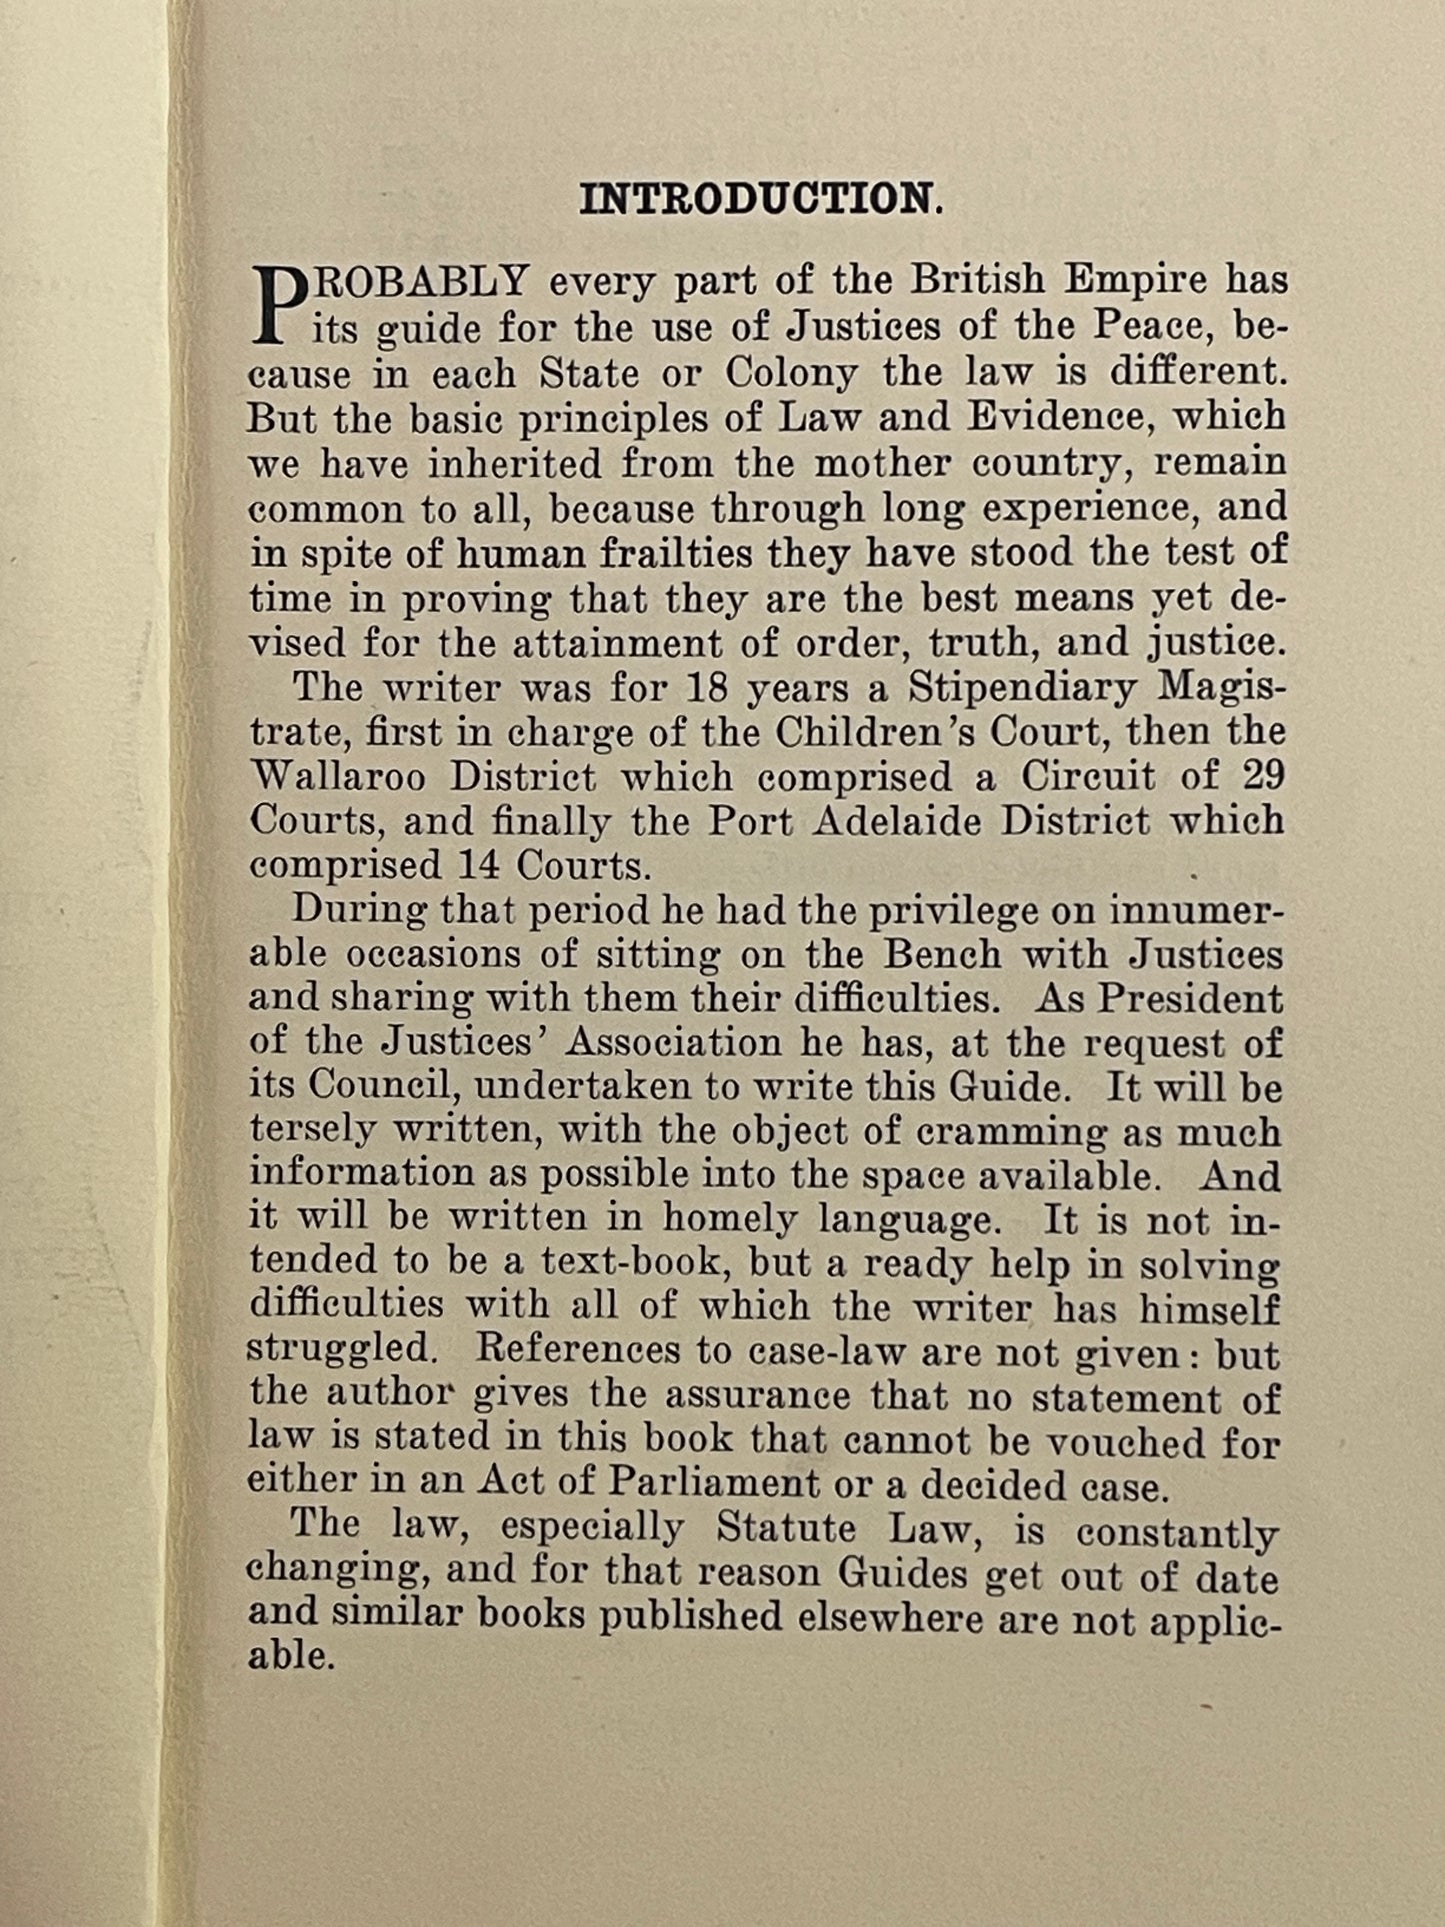 INTRODUCTION.
PROBABLY every part of the British Empire has
its guide for the use of Justices of the Peace, be-
cause in each State or Colony the law is different.
But the basic principles of Law and Evidence, which
we have inherited from the mother country, remain
common to all, because through long experience, and
in spite of human frailties they have stood the test of
time in proving that they are the best means yet de-
vised for the attainment of order, truth, and justice.
The writer was for 18 years a Stipendiary Magis-
trate, first in charge of the Children's Court, then the
Wallaroo District which comprised a Circuit of 29
Courts, and finally the Port Adelaide District which
comprised 14 Courts.
During that period he had the privilege on innumer-
able occasions of sitting on the Bench with Justices
and sharing with them their difficulties. As President
of the Justices' Association he has, at the request of
its Council, undertaken to write this Guide. It will be
tersely written, with the object of cramming as much
information as possible into the space available. And
it will be written in homely language. It is not in-
tended to be a text-book, but a ready help in solving
difficulties with all of which the writer has himself
struggled. References to case-law are not given: but
the author gives the assurance that no statement of
law is stated in this book that cannot be vouched for
either in an Act of Parliament or a decided case.
The law, especially Statute Law, is constantly
changing, and for that reason Guides get out of date
and similar books published elsewhere are not applic-
able.